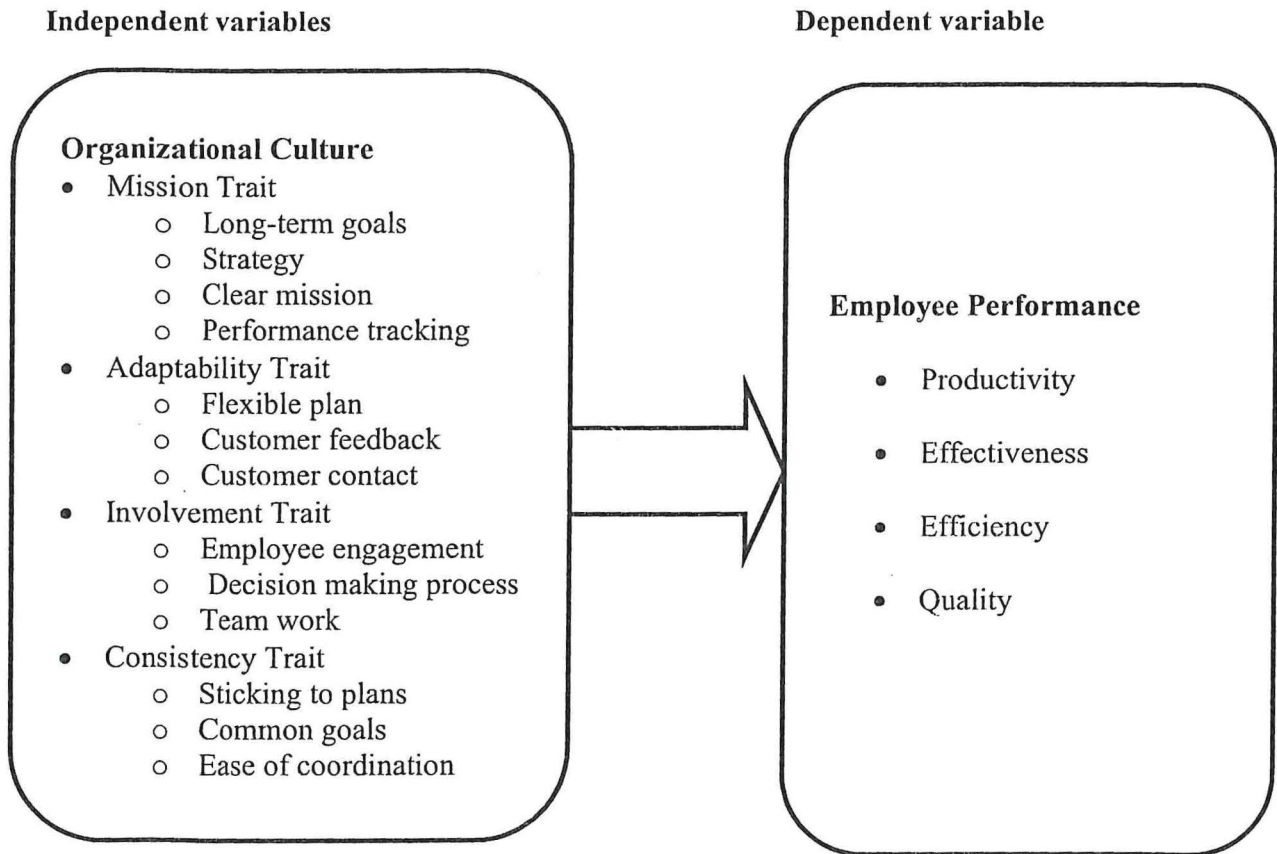 Independent variables
Dependent variable
Organizational Culture
• Mission Trait
o Long-term goals
o Strategy
o Clear mission
o Performance tracking
• Adaptability Trait
o Flexible plan
o Customer feedback
o Customer contact
• Involvement Trait
o Employee engagement
o Decision making process
o Team work
• Consistency Trait
o Sticking to plans
o Common goals
o Ease of coordination
Employee Performance
• Productivity
• Effectiveness
• Efficiency
• Quality